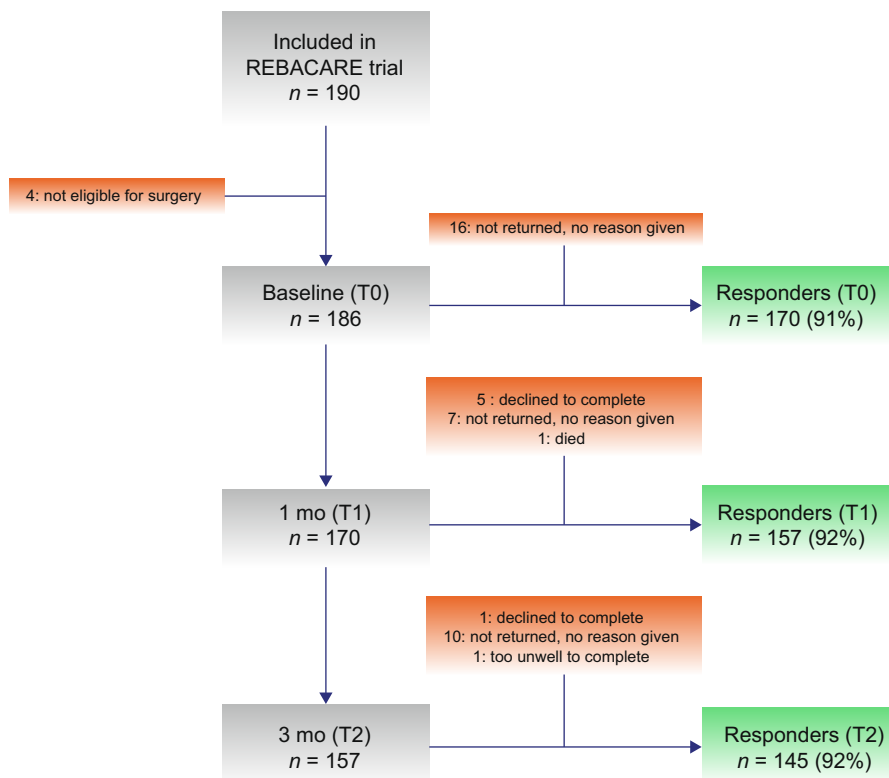 Included in
REBACARE trial
n = 190
4: not eligible for surgery
16: not returned, no reason given
Baseline (T0)
n = 186
Responders (T0)
n = 170 (91%)
5 : declined to complete
7: not returned, no reason given
1: died
1 mo (T1)
n = 170
Responders (T1)
n = 157 (92%)
1: declined to complete
10: not returned, no reason given
1: too unwell to complete
3 mo (T2)
n = 157
Responders (T2)
n = 145 (92%)